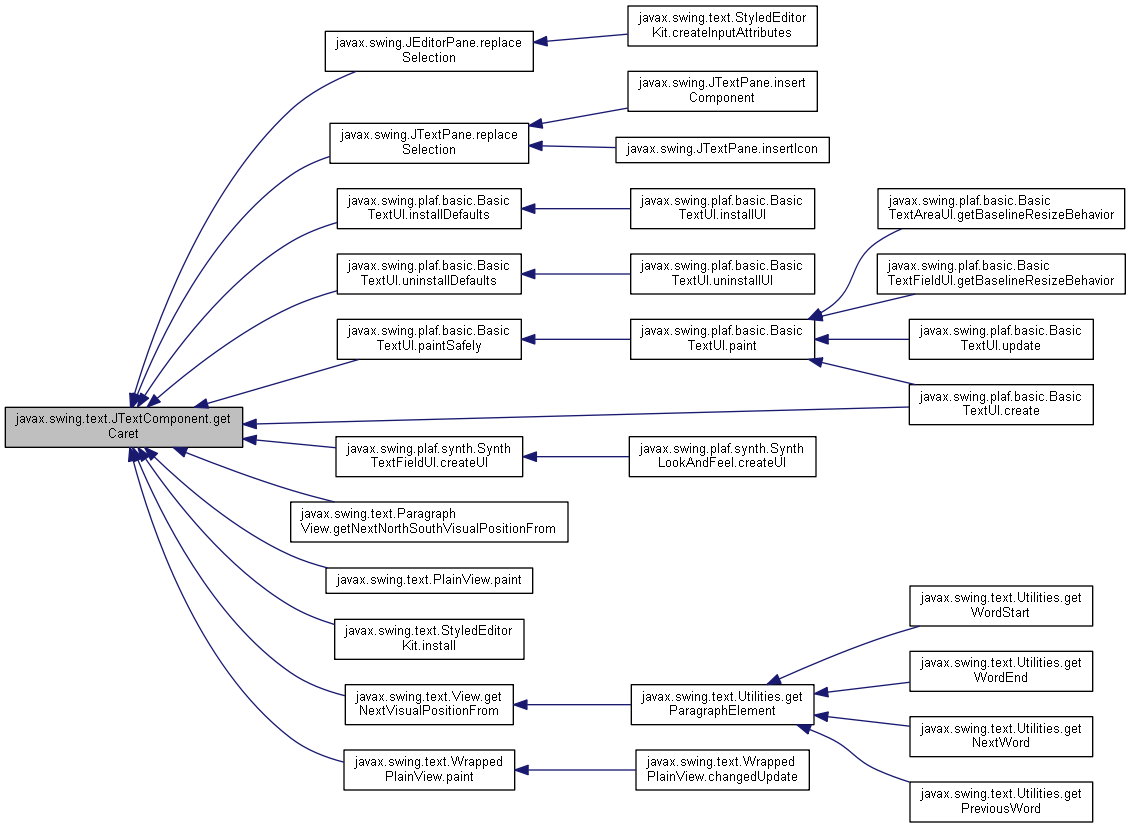 javax.swing.text.StyledEditor
Kit.createInputAttributes
javax.swing.JEditorPane.replace
Selection
javax.swing.JTextPane.insert
Component
javax.swing.JTextPane.replace
Selection
javax.swing.JTextPane.insertIcon
javax.swing.plaf.basic.Basic
TextUI.installDefaults
javax.swing.plaf.basic.Basic
TextUI.installUI
javax.swing.plaf.basic.Basic
TextAreaUI.getBaselineResizeBehavior
javax.swing.plaf.basic.Basic
TextUI.uninstallDefaults
javax.swing.plaf.basic.Basic
TextUI.uninstallUI
javax.swing.plaf.basic.Basic
TextFieldUI.getBaselineResizeBehavior
javax.swing.plaf.basic.Basic
TextUI.paintSafely
javax.swing.plaf.basic.Basic
TextUI.paint
javax.swing.plaf.basic.Basic
TextUI.update
javax.swing.plaf.basic.Basic
TextUI.create
javax.swing.text.JTextComponent.get
Caret
javax.swing.plaf.synth.Synth
TextFieldUI.createUI
javax.swing.plaf.synth.Synth
LookAndFeel.createUI
javax.swing.text.Paragraph
View.getNextNorthSouthVisualPositionFrom
javax.swing.text.PlainView.paint
javax.swing.text.StyledEditor
Kit.install
javax.swing.text.Utilities.get
WordStart
javax.swing.text.Utilities.get
WordEnd
javax.swing.text.View.get
NextVisualPositionFrom
javax.swing.text.Utilities.get
ParagraphElement
javax.swing.text.Utilities.get
NextWord
javax.swing.text.Wrapped
PlainView.paint
javax.swing.text.Wrapped
PlainView.changedUpdate
javax.swing.text.Utilities.get
PreviousWord